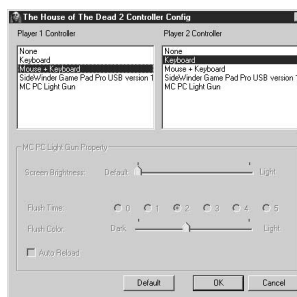 The House of The Dead 2 Controller Config
Player 1 Controller
None
Keyboard
Mouse + Keyboard
SideWinder Game Pad Pro USB version 1
MC PC Light Gun
Player 2 Controller
None
Keyboard
Mouse + Keyboard
SideWinder Game Pad Pro USB version 1
MC PC Light Gun
MC PC Light Gun Property
Screen Brightness: Default Light
Flush Time: 0 1 2 3 4 5
Flush Color: Dark Light
Auto Reload
Default OK Cancel